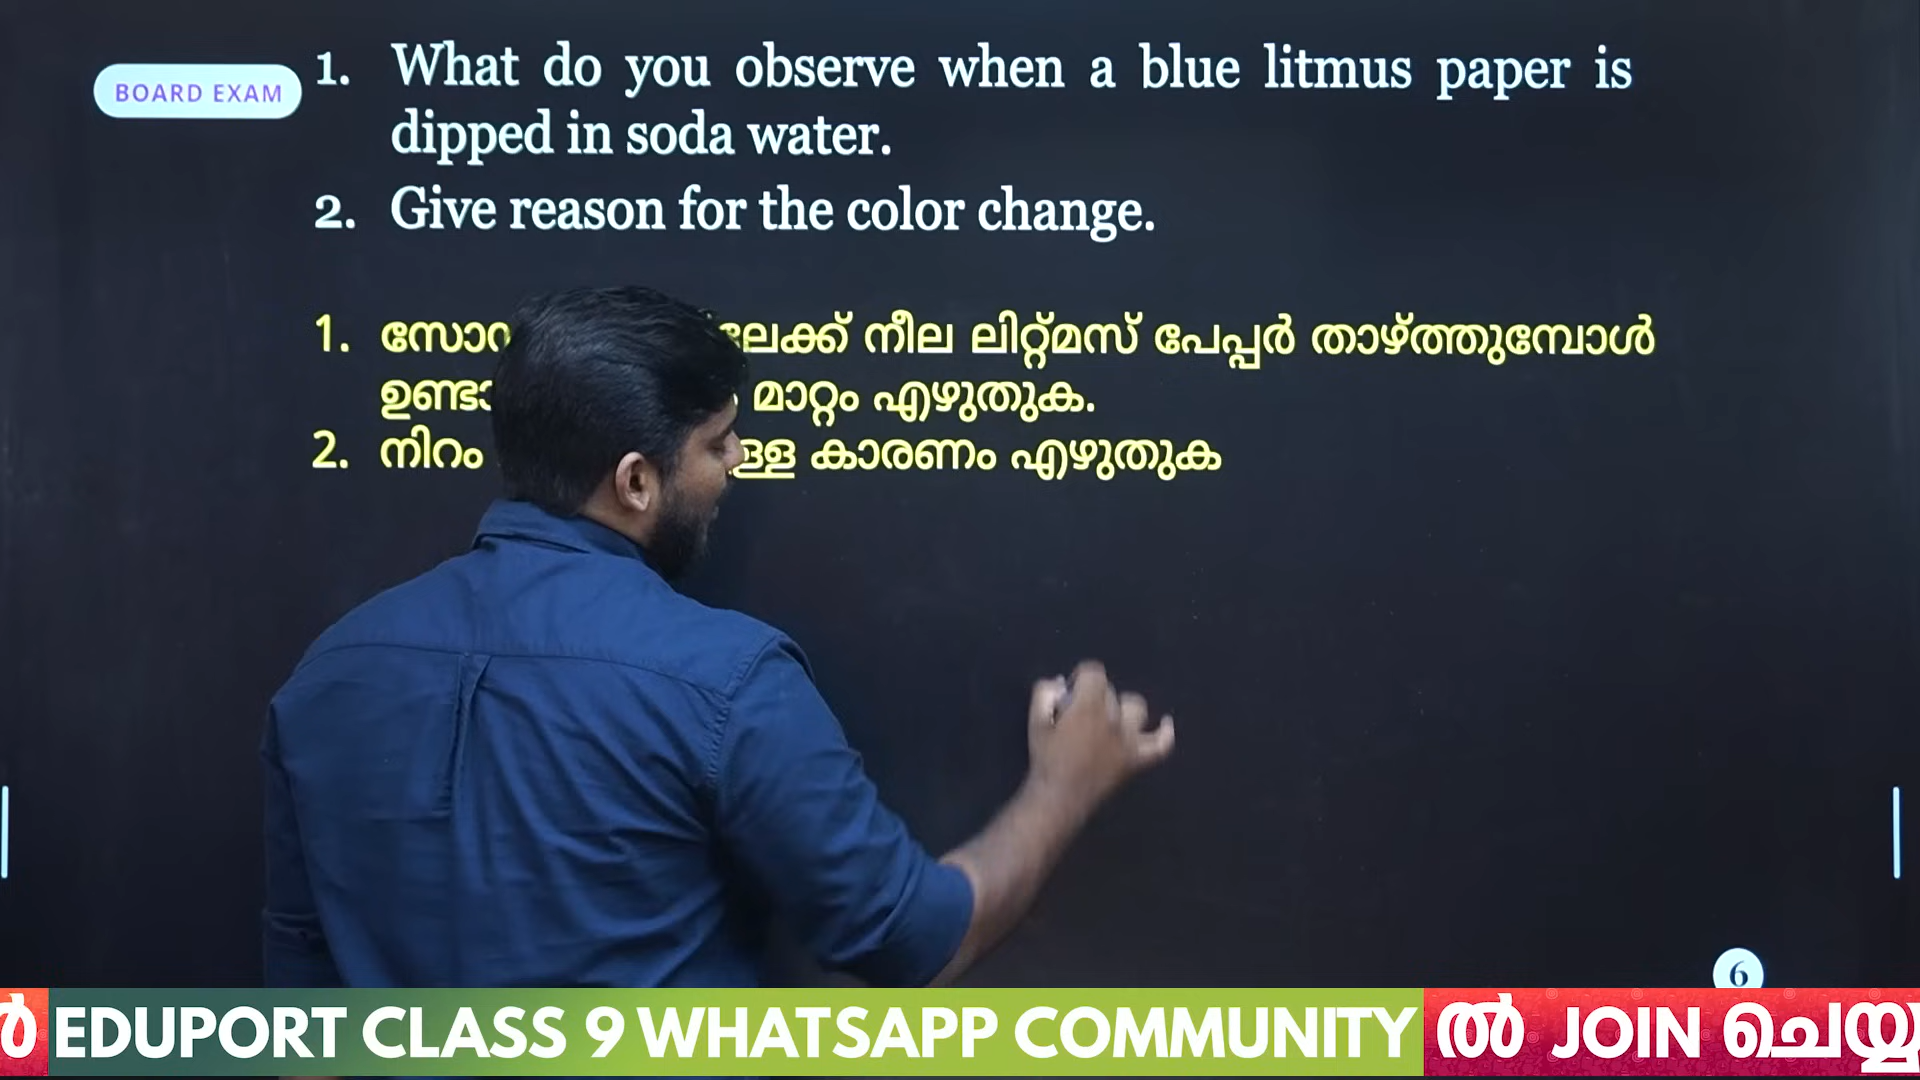 BOARD EXAM
1. What do you observe when a blue litmus paper is
dipped in soda water.
2. Give reason for the color change.
1. നീല ലിറ്റ്മസ് പേപ്പർ താഴ്ത്തുമ്പോൾ
മാറ്റം എഴുതുക.
2. നിറം കാരണം എഴുതുക
6
EDUPORT CLASS 9 WHATSAPP COMMUNITY ൽ JOIN